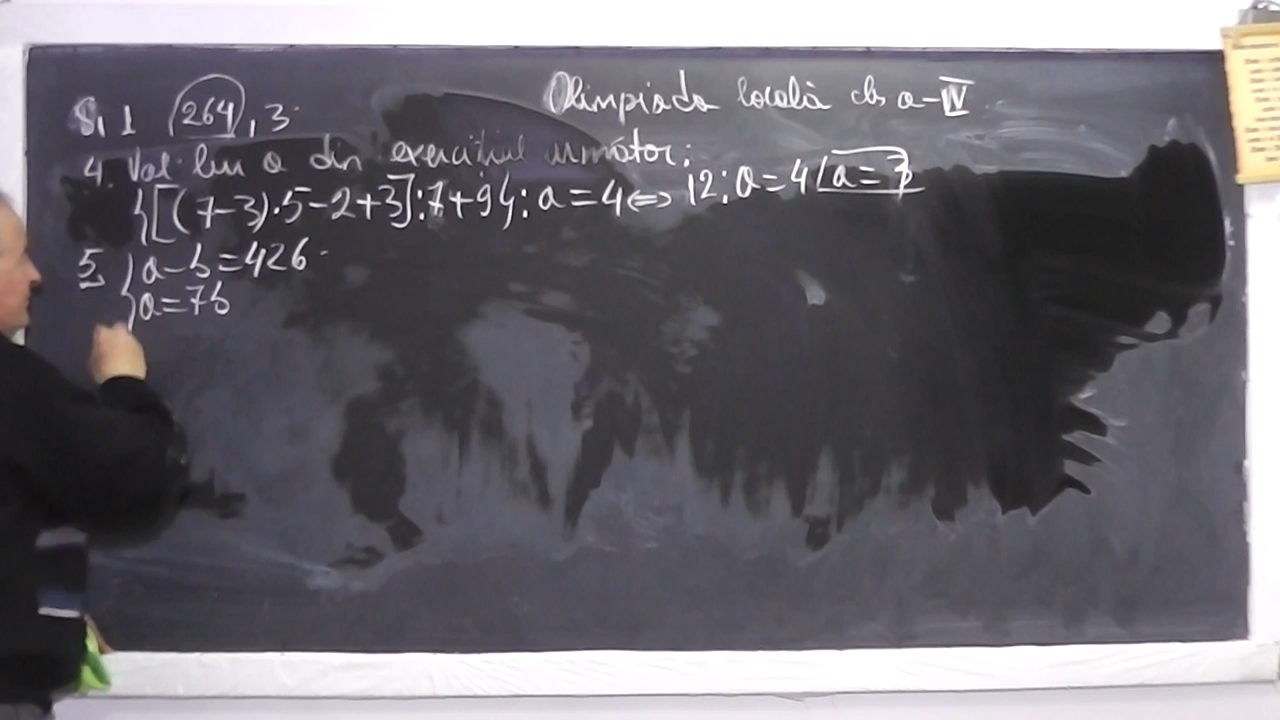 Olimpiada locală cls a-IV
S, 1 264, 3.
4. Val lui a din exercițiul următor:
{[(7-3)·5-2+3]:7+9}:a=4⇔12:a=4 a=3
5. {a-b=426
{a=7b